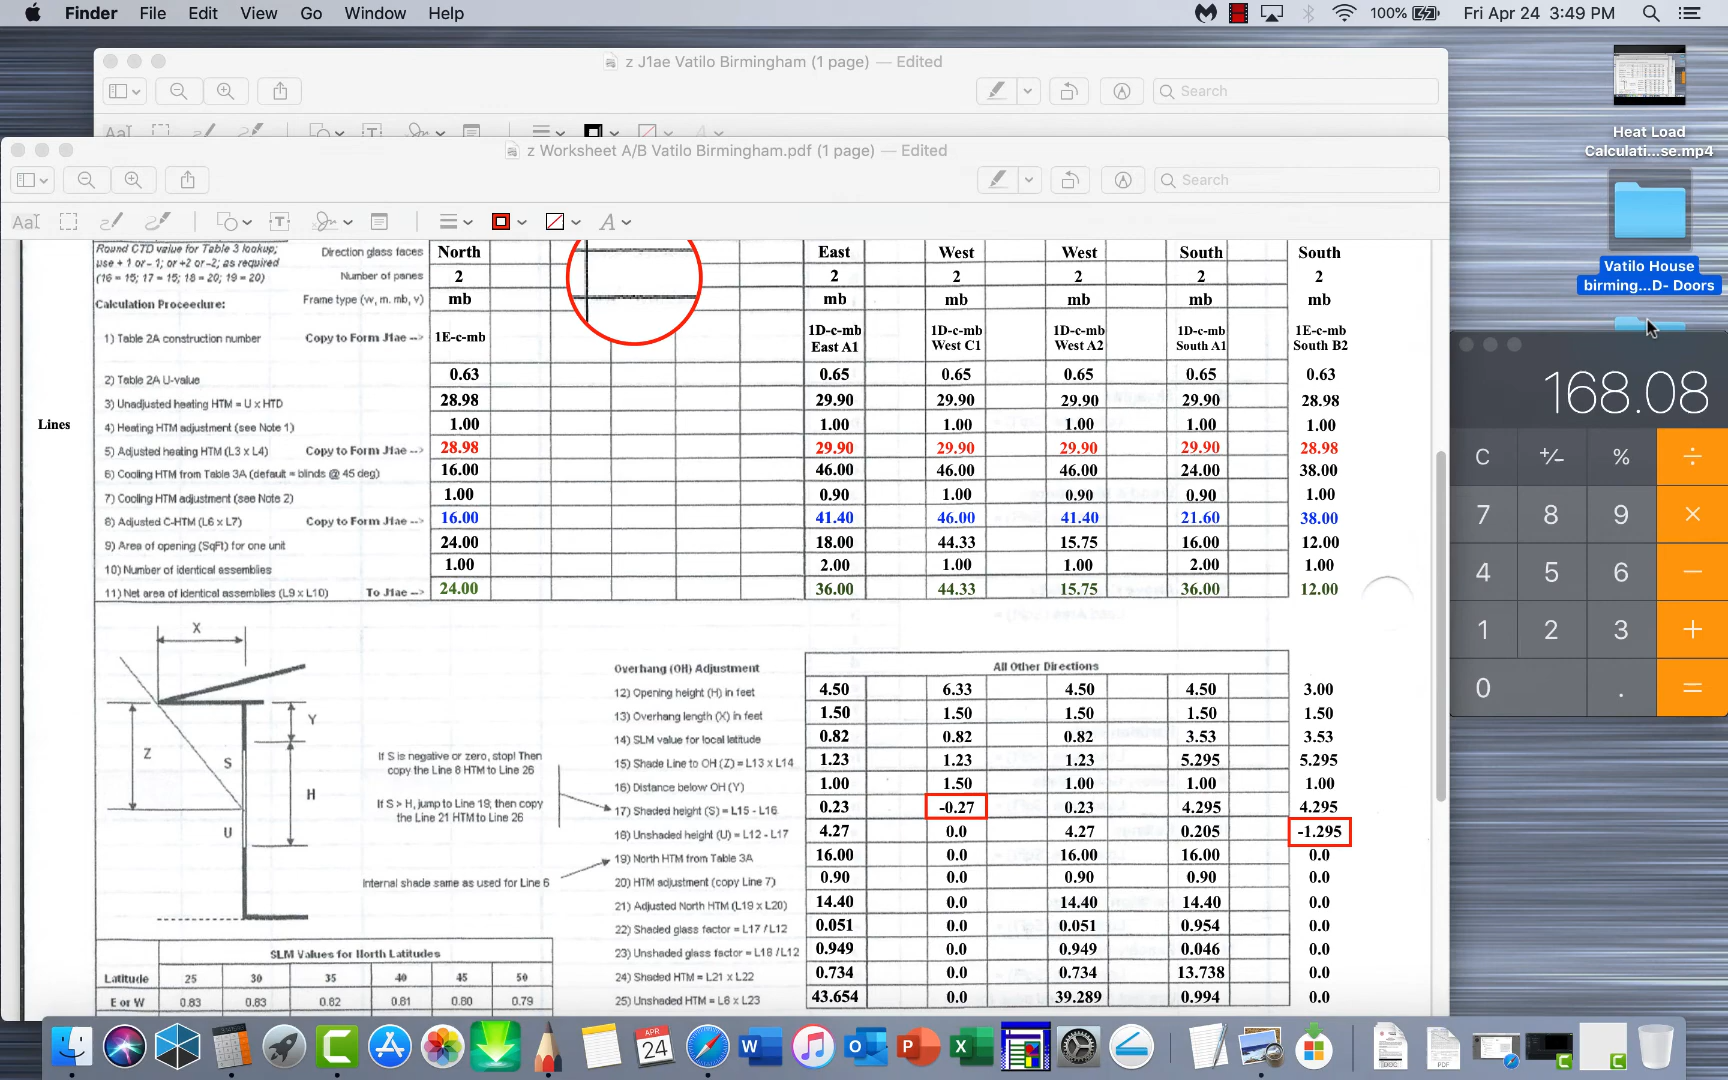 Finder File Edit View Go Window Help 100% Fri Apr 24 3:49 PM
z J1ae Vatilo Birmingham (1 page) — Edited
Search
z Worksheet A/B Vatilo Birmingham.pdf (1 page) — Edited
Search
Heat Load
Calculati...se.mp4
Vatilo House
birming...D- Doors
Round CTD value for Table 3 lookup;
use + 1 or - 1; or +2 or -2; as required
(16 = 15; 17 = 15; 18 = 20; 19 = 20)
Calculation Proceedure:
Lines
Direction glass faces North East West West South South
Number of panes 2 2 2 2 2 2
Frame type (w, m. mb, v) mb mb mb mb mb mb
1) Table 2A construction number Copy to Form J1ae --> 1E-c-mb 1D-c-mb East A1 1D-c-mb West C1 1D-c-mb West A2 1D-c-mb South A1 1E-c-mb South B2
2) Table 2A U-value 0.63 0.65 0.65 0.65 0.65 0.63
3) Unadjusted heating HTM = U x HTD 28.98 29.90 29.90 29.90 29.90 28.98
4) Heating HTM adjustment (see Note 1) 1.00 1.00 1.00 1.00 1.00 1.00
5) Adjusted heating HTM (L3 x L4) Copy to Form J1ae --> 28.98 29.90 29.90 29.90 29.90 28.98
6) Cooling HTM from Table 3A (default = blinds @ 45 deg) 16.00 46.00 46.00 46.00 24.00 38.00
7) Cooling HTM adjustment (see Note 2) 1.00 0.90 1.00 0.90 0.90 1.00
8) Adjusted C-HTM (L6 x L7) Copy to Form J1ae --> 16.00 41.40 46.00 41.40 21.60 38.00
9) Area of opening (SqFt) for one unit 24.00 18.00 44.33 15.75 16.00 12.00
10) Number of identical assemblies 1.00 2.00 1.00 1.00 2.00 1.00
11) Net area of identical assemblies (L9 x L10) To J1ae --> 24.00 36.00 44.33 15.75 36.00 12.00
X
Y
Z
S
H
U
If S is negative or zero, stop! Then
copy the Line 8 HTM to Line 26
If S > H, jump to Line 19; then copy
the Line 21 HTM to Line 26
Internal shade same as used for Line 6
Overhang (OH) Adjustment All Other Directions
12) Opening height (H) in feet 4.50 6.33 4.50 4.50 3.00
13) Overhang length (X) in feet 1.50 1.50 1.50 1.50 1.50
14) SLM value for local latitude 0.82 0.82 0.82 3.53 3.53
15) Shade Line to OH (Z) = L13 x L14 1.23 1.23 1.23 5.295 5.295
16) Distance below OH (Y) 1.00 1.50 1.00 1.00 1.00
17) Shaded height (S) = L15 - L16 0.23 -0.27 0.23 4.295 4.295
18) Unshaded height (U) = L12 - L17 4.27 0.0 4.27 0.205 -1.295
19) North HTM from Table 3A 16.00 0.0 16.00 16.00 0.0
20) HTM adjustment (copy Line 7) 0.90 0.0 0.90 0.90 0.0
21) Adjusted North HTM (L19 x L20) 14.40 0.0 14.40 14.40 0.0
22) Shaded glass factor = L17 / L12 0.051 0.0 0.051 0.954 0.0
23) Unshaded glass factor = L18 / L12 0.949 0.0 0.949 0.046 0.0
24) Shaded HTM = L21 x L22 0.734 0.0 0.734 13.738 0.0
25) Unshaded HTM = L8 x L23 43.654 0.0 39.289 0.994 0.0
SLM Values for North Latitudes
Latitude 25 30 35 40 45 50
E or W 0.83 0.83 0.82 0.81 0.80 0.79
168.08
C +/- % ÷
7 8 9 ×
4 5 6 −
1 2 3 +
0 . =
APR
24
W
O
P
X
DOC
PDF